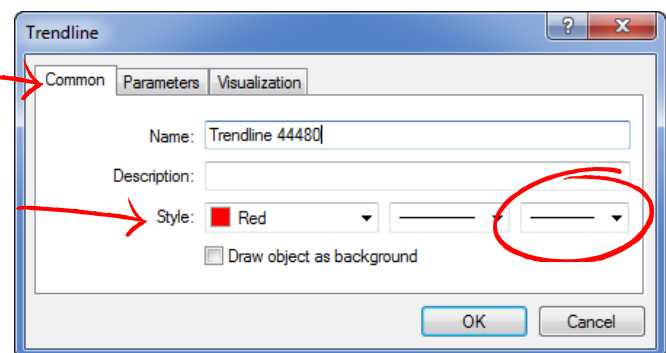 Trendline
Common Parameters Visualization
Name: Trendline 44480
Description:
Style: Red
Draw object as background
OK Cancel